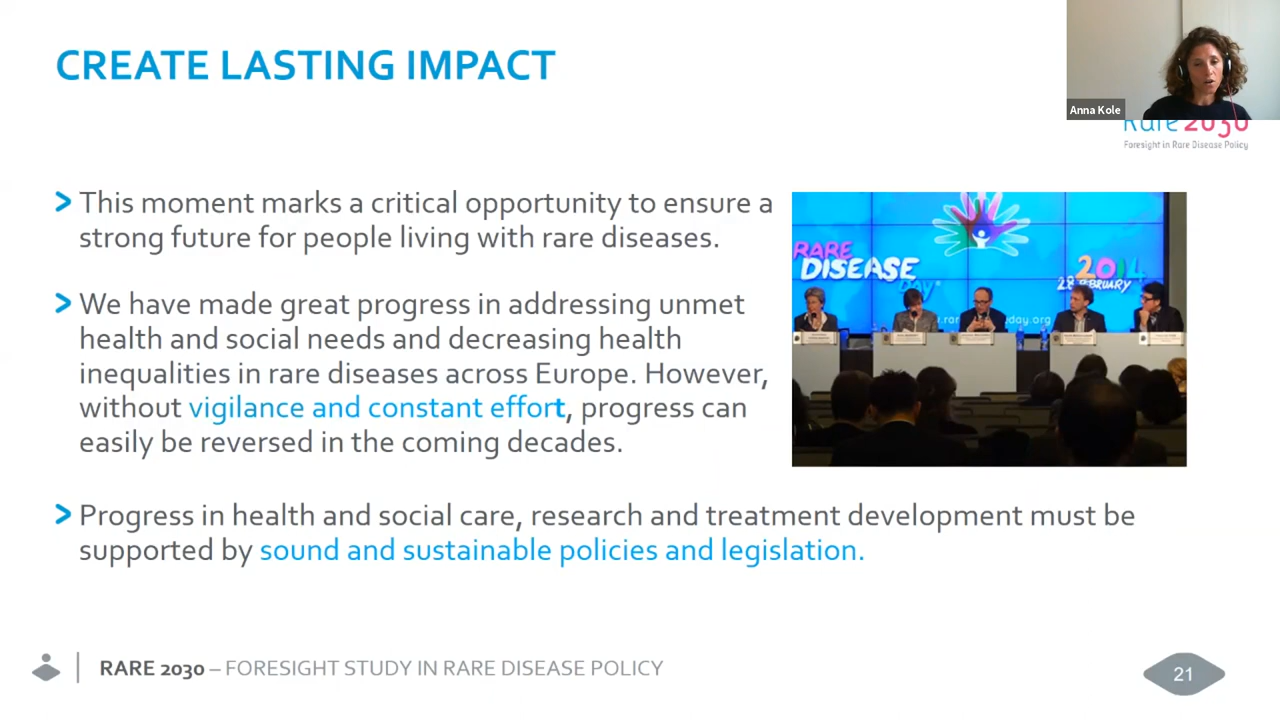 CREATE LASTING IMPACT
Anna Kole
Rare 2030
Foresight in Rare Disease Policy
> This moment marks a critical opportunity to ensure a
strong future for people living with rare diseases.
> We have made great progress in addressing unmet
health and social needs and decreasing health
inequalities in rare diseases across Europe. However,
without vigilance and constant effort, progress can
easily be reversed in the coming decades.
RARE
DISEASE
Day
2014
28 FEBRUARY
day.org
> Progress in health and social care, research and treatment development must be
supported by sound and sustainable policies and legislation.
RARE 2030 – FORESIGHT STUDY IN RARE DISEASE POLICY
21